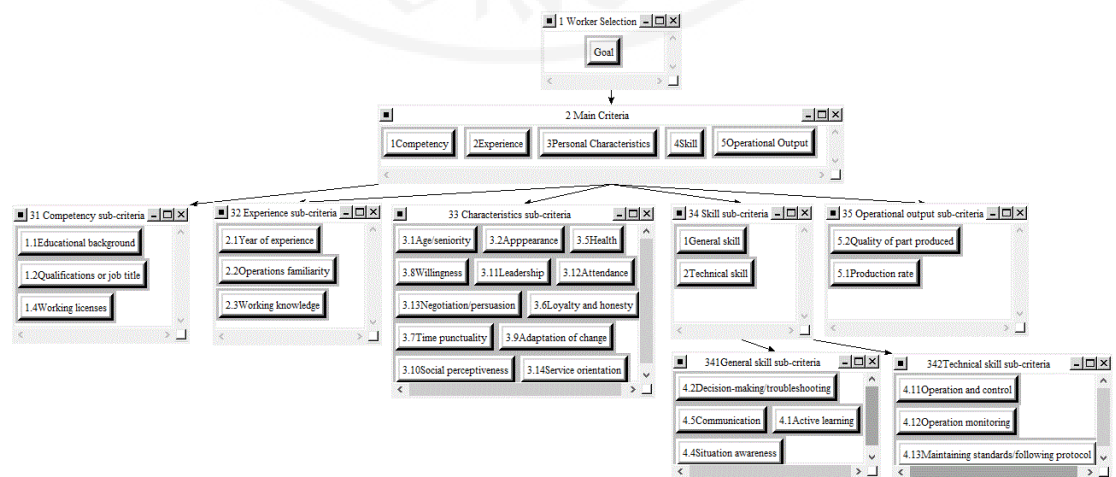 1 Worker Selection
Goal
2 Main Criteria
1Competency 2Experience 3Personal Characteristics 4Skill 5Operational Output
31 Competency sub-criteria
1.1Educational background
1.2Qualifications or job title
1.4Working licenses
32 Experience sub-criteria
2.1Year of experience
2.2Operations familiarity
2.3Working knowledge
33 Characteristics sub-criteria
3.1Age/seniority 3.2Apppearance 3.5Health
3.8Willingness 3.11Leadership 3.12Attendance
3.13Negotiation/persuasion 3.6Loyalty and honesty
3.7Time punctuality 3.9Adaptation of change
3.10Social perceptiveness 3.14Service orientation
34 Skill sub-criteria
1General skill
2Technical skill
35 Operational output sub-criteria
5.2Quality of part produced
5.1Production rate
341General skill sub-criteria
4.2Decision-making/troubleshooting
4.5Communication 4.1Active learning
4.4Situation awareness
342Technical skill sub-criteria
4.11Operation and control
4.12Operation monitoring
4.13Maintaining standards/following protocol